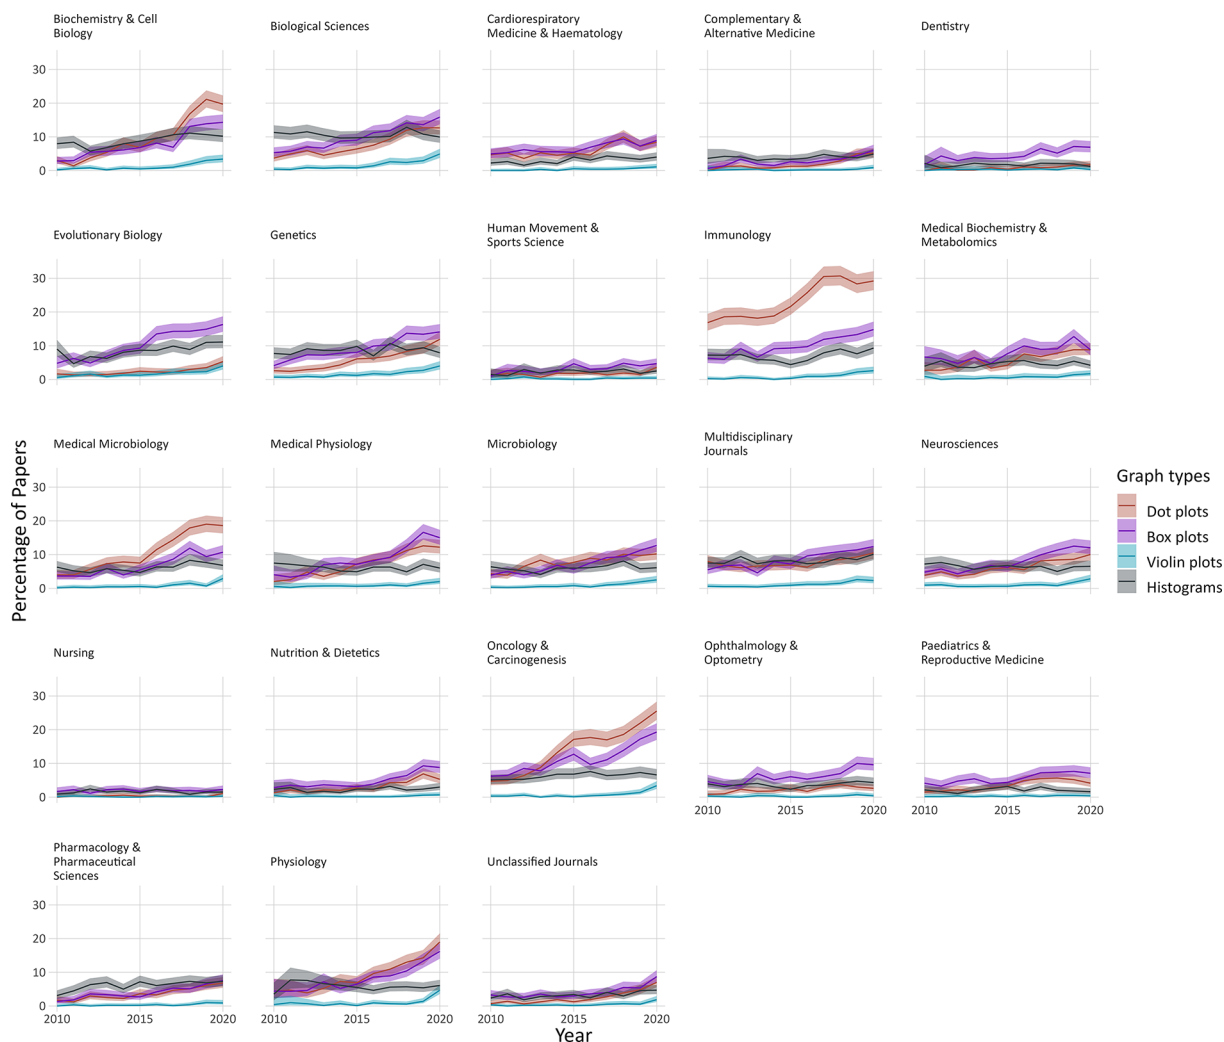 Biochemistry & Cell
Biology
Biological Sciences
Cardiorespiratory
Medicine & Haematology
Complementary &
Alternative Medicine
Dentistry
30
20
10
0
Evolutionary Biology
Genetics
Human Movement &
Sports Science
Immunology
Medical Biochemistry &
Metabolomics
30
20
10
0
Medical Microbiology
Medical Physiology
Microbiology
Multidisciplinary
Journals
Neurosciences
30
20
10
0
Nursing
Nutrition & Dietetics
Oncology &
Carcinogenesis
Ophthalmology &
Optometry
Paediatrics &
Reproductive Medicine
30
20
10
0
2010 2015 2020
2010 2015 2020
Pharmacology &
Pharmaceutical
Sciences
Physiology
Unclassified Journals
30
20
10
0
2010 2015 2020
2010 2015 2020
2010 2015 2020
Year
Percentage of Papers
Graph types
Dot plots
Box plots
Violin plots
Histograms